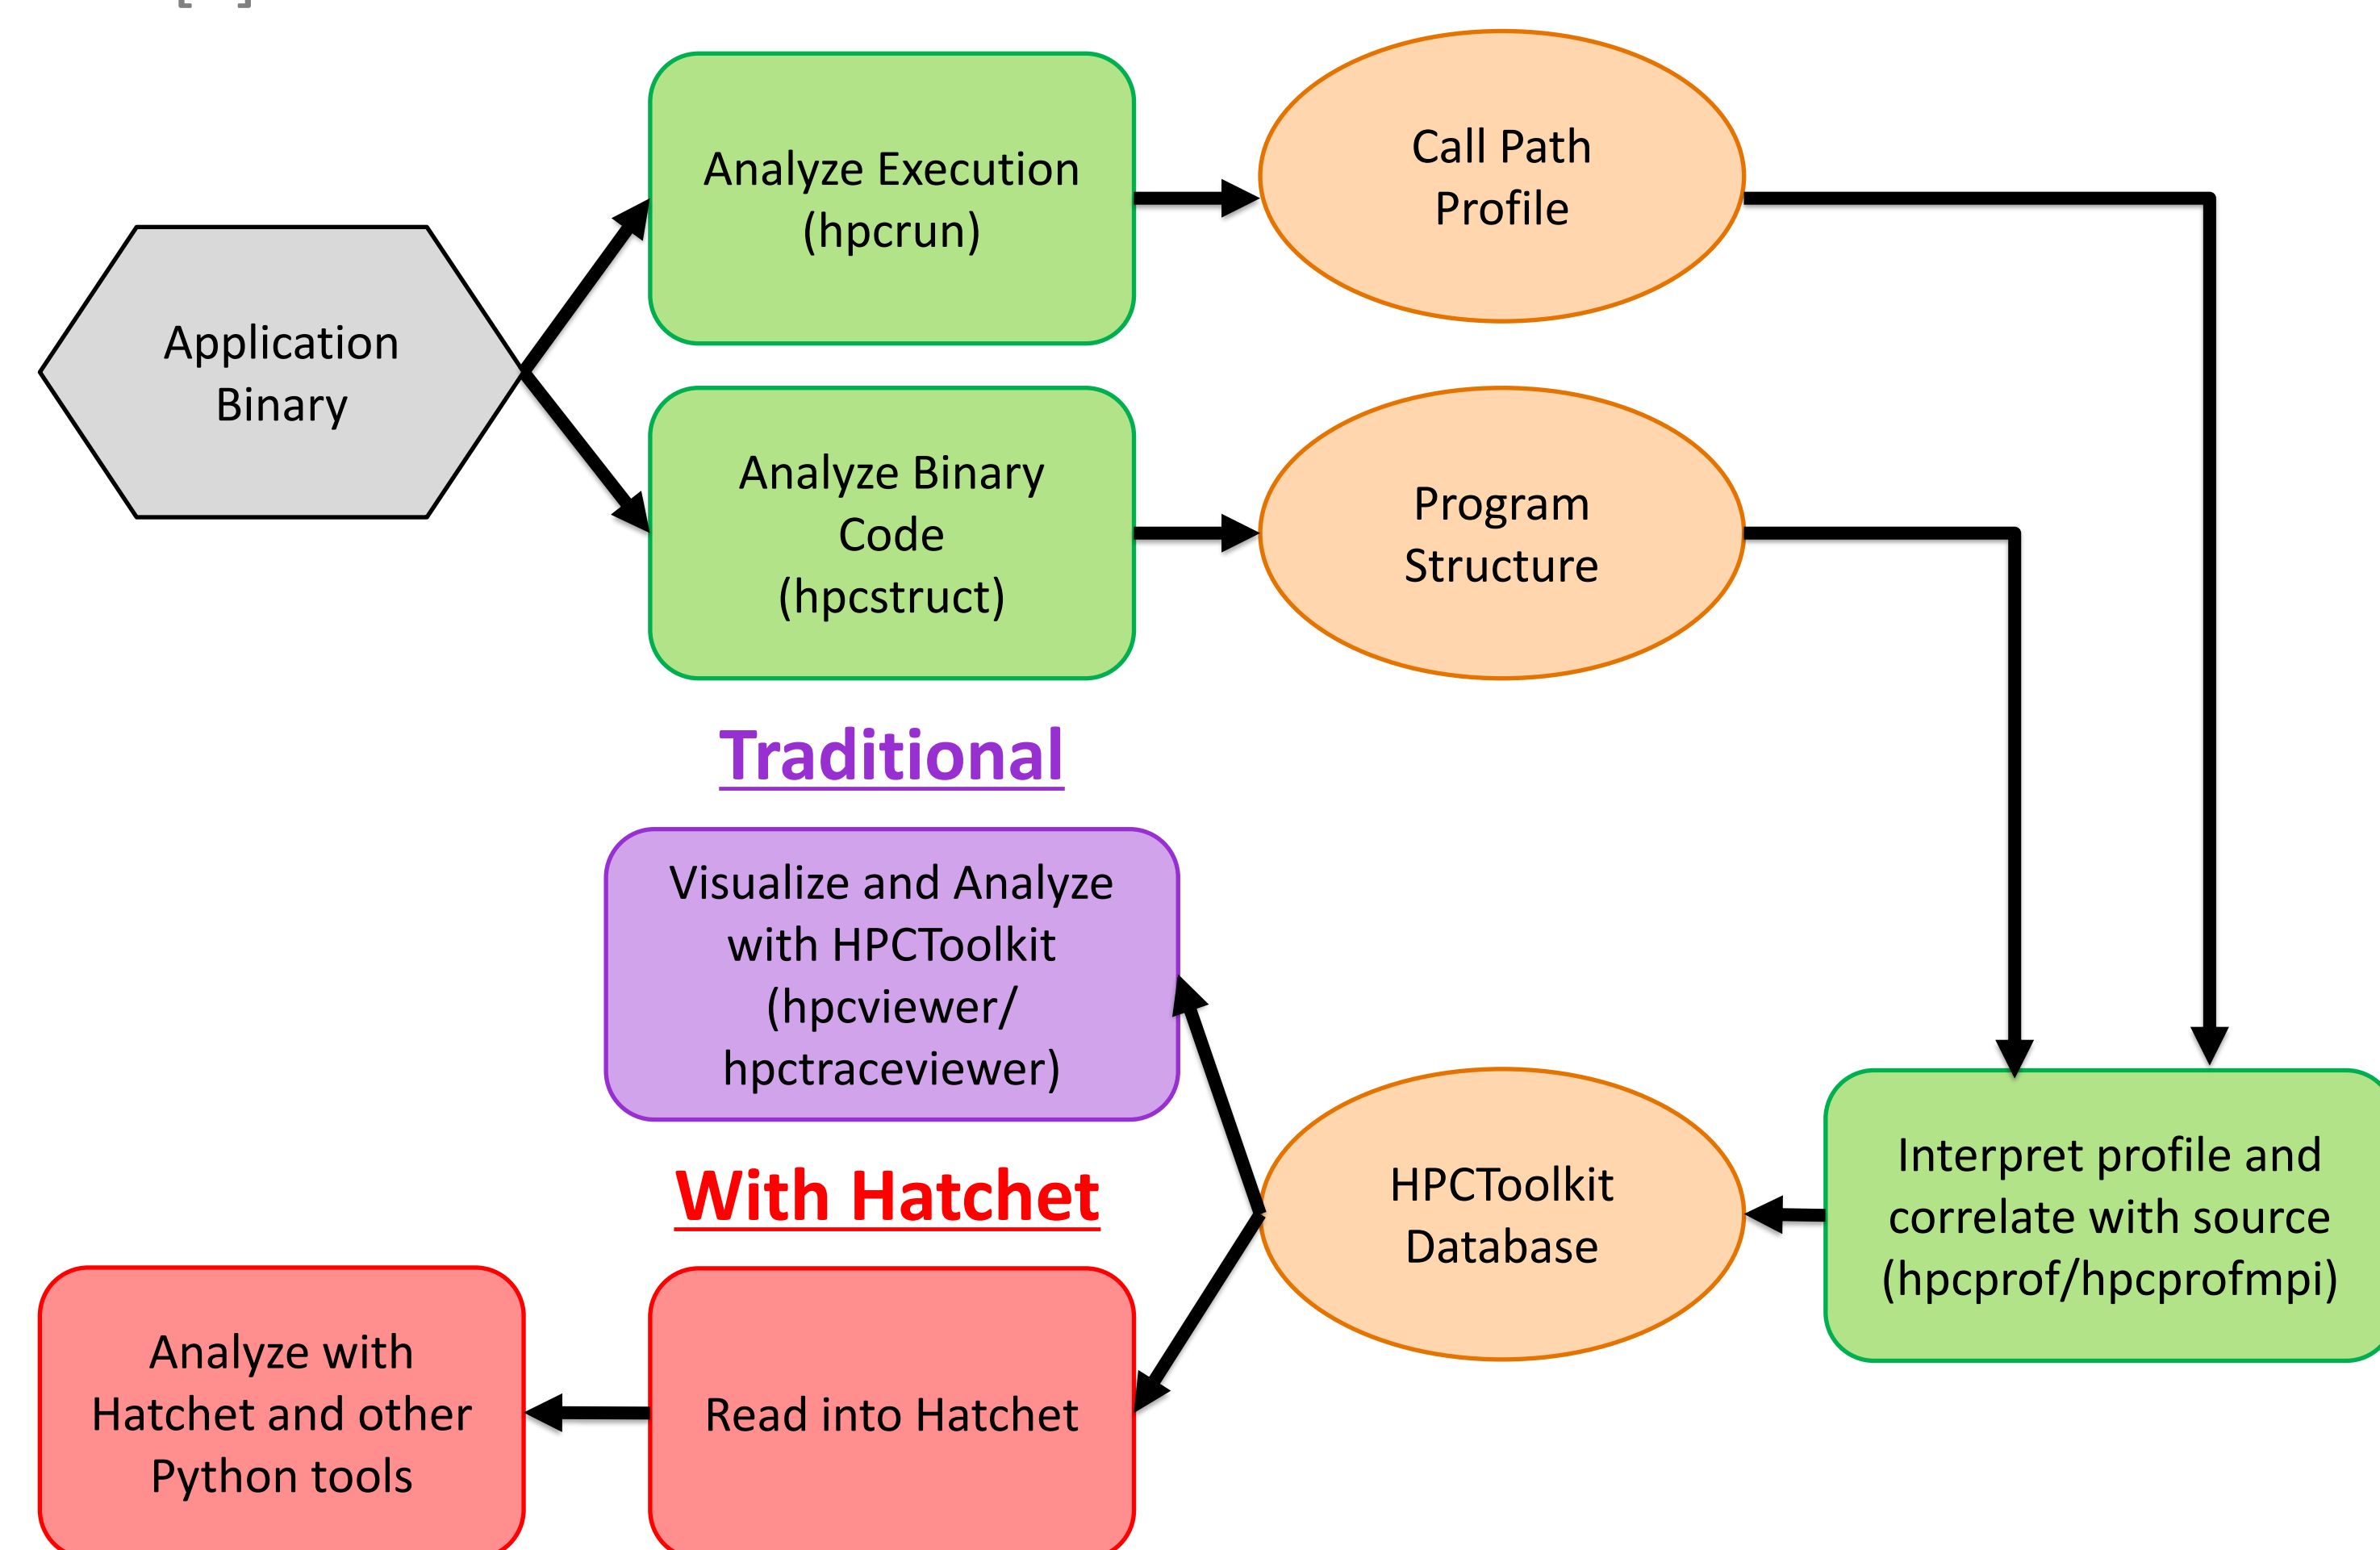 Application
Binary
Analyze Execution
(hpcrun)
Call Path
Profile
Analyze Binary
Code
(hpcstruct)
Program
Structure
Traditional
Visualize and Analyze
with HPCToolkit
(hpcviewer/
hpctraceviewer)
With Hatchet
HPCToolkit
Database
Interpret profile and
correlate with source
(hpcprof/hpcprofmpi)
Analyze with
Hatchet and other
Python tools
Read into Hatchet